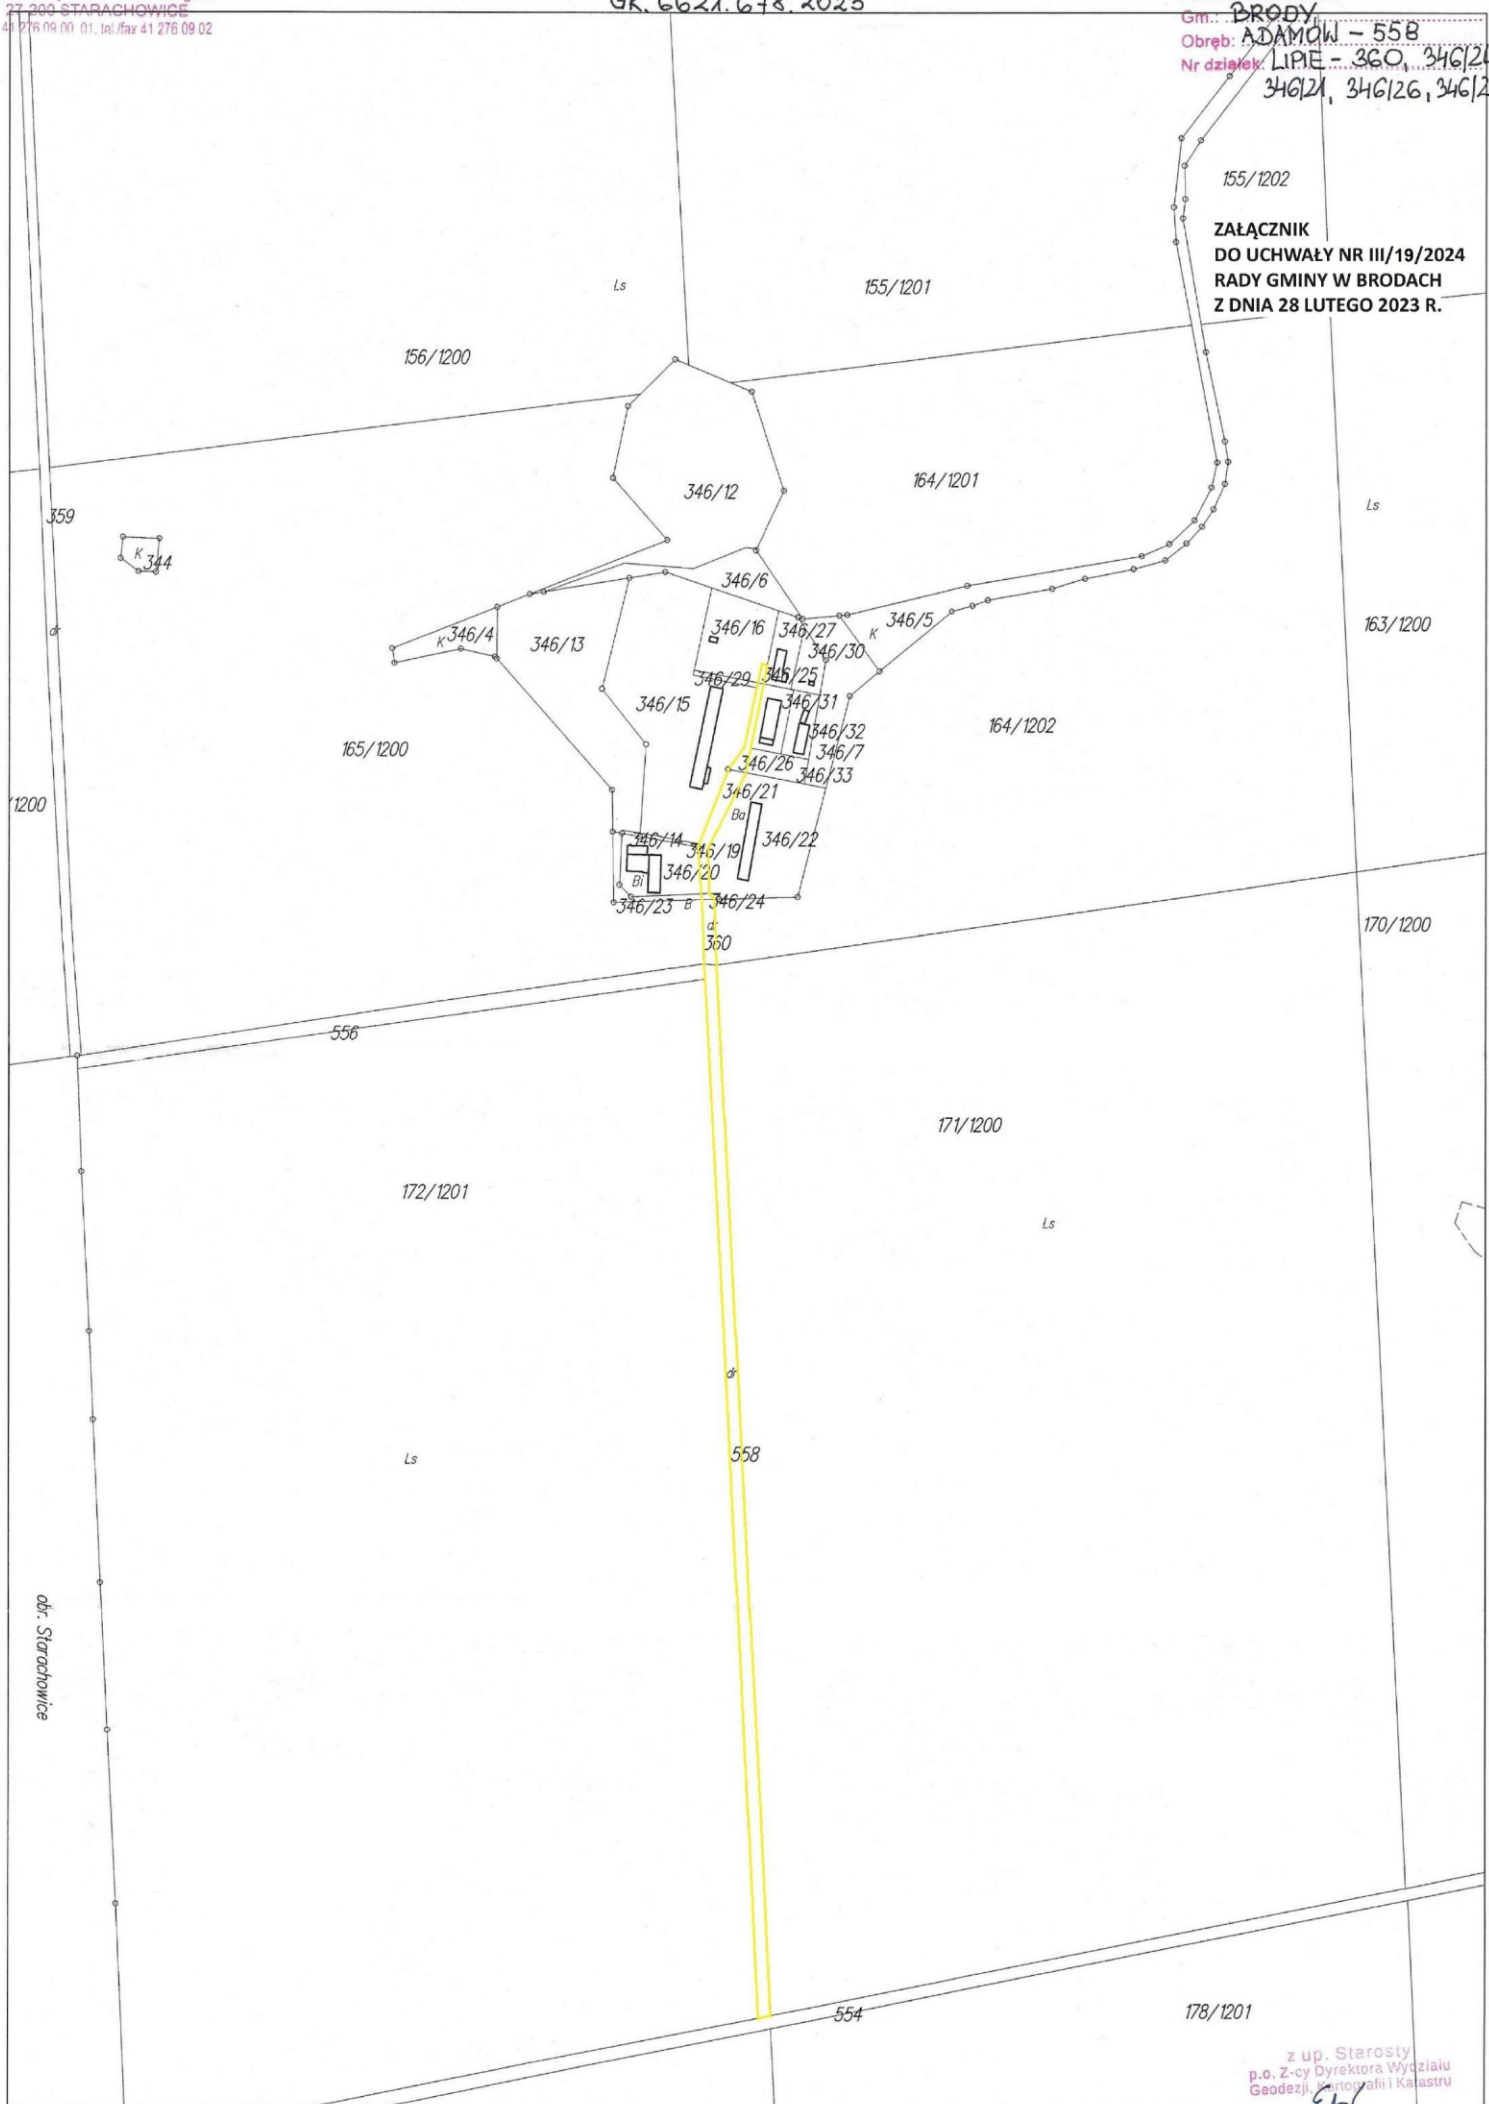 27-200 STARACHOWICE
41 276 09 00 01, tel./fax 41 276 09 02
GK. 6621.678.2023
Gm.: BRODY
Obręb: ADAMÓW - 558
Nr działek: LIPIE - 360, 346/24
346/21, 346/26, 346/2
155/1202
ZAŁĄCZNIK
DO UCHWAŁY NR III/19/2024
RADY GMINY W BRODACH
Z DNIA 28 LUTEGO 2023 R.
Ls
155/1201
156/1200
346/12
164/1201
Ls
359
K
344
346/6
dr
K
346/4
346/13
346/16
346/27
K
346/5
163/1200
346/30
346/29
346/25
346/15
346/31
346/32
164/1202
165/1200
346/7
346/26
346/33
346/21
1200
Ba
346/14
346/19
346/22
346/20
Bi
346/23
B
346/24
dr
360
170/1200
556
171/1200
172/1201
Ls
dr
558
Ls
obr. Starachowice
554
178/1201
z up. Starosty
p.o. Z-cy Dyrektora Wydziału
Geodezji, Kartografii i Katastru